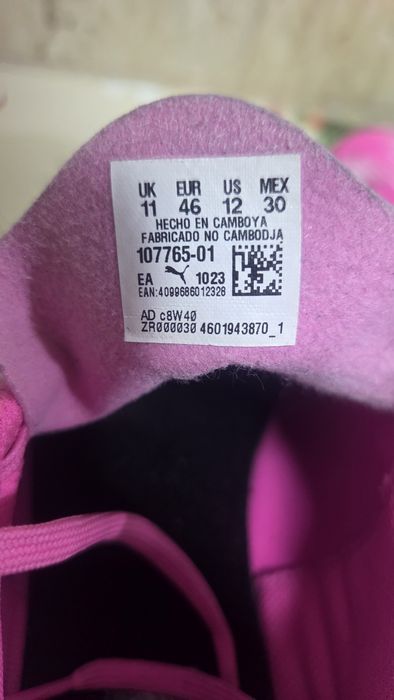 UK EUR US MEX
11 46 12 30
HECHO EN CAMBOYA
FABRICADO NO CAMBODJA
107765-01
EA 1023
EAN:4099686012328
AD c8W40
ZR000030 4601943870_1